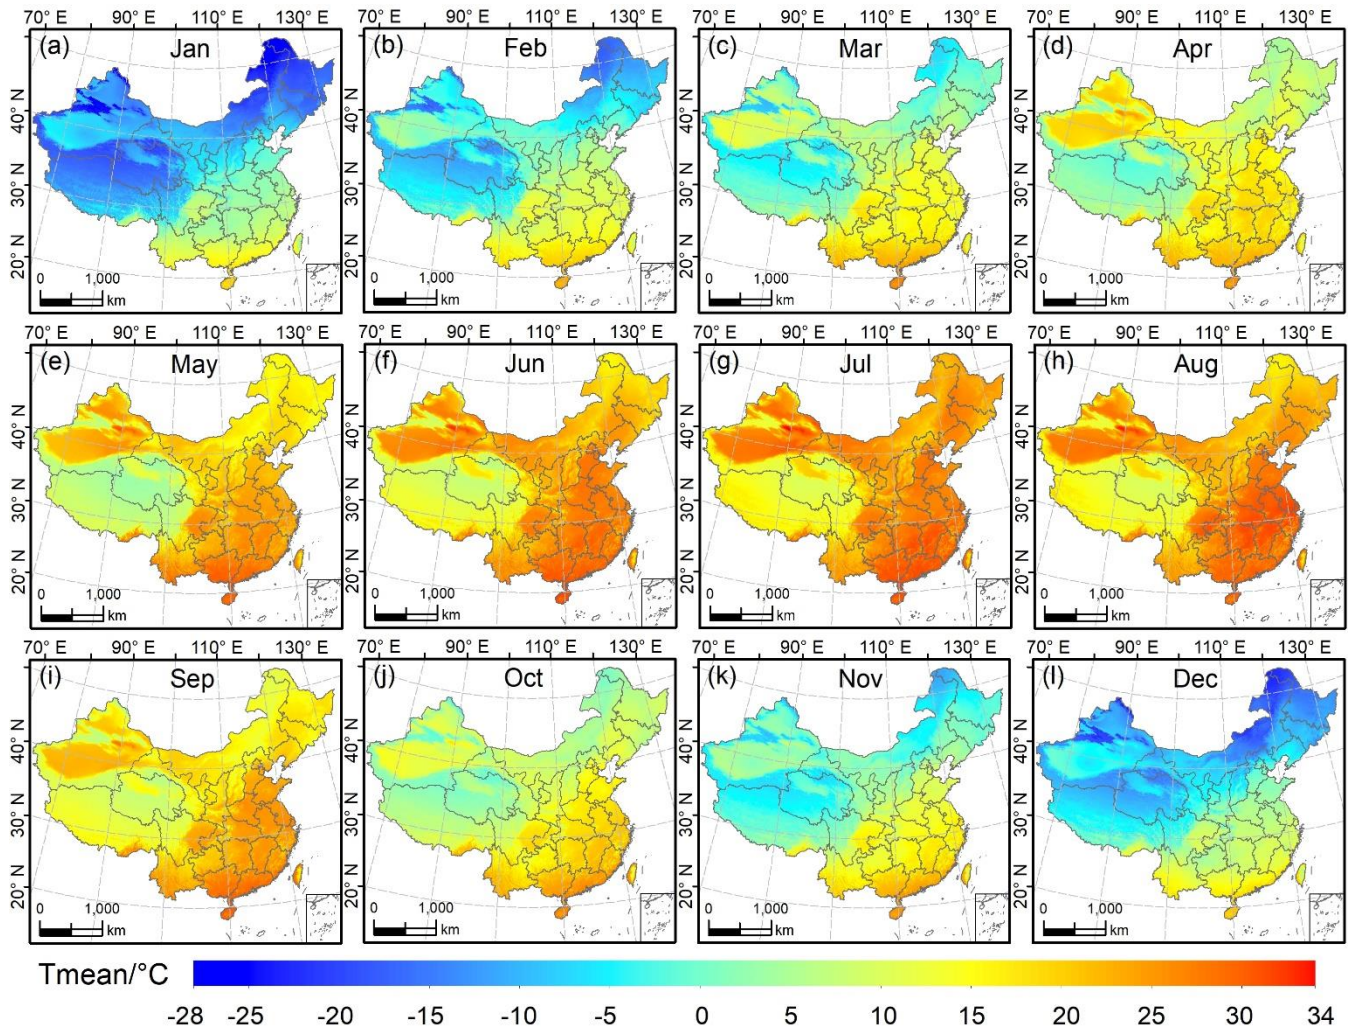 70° E 90° E 110° E 130° E 70° E 90° E 110° E 130° E 70° E 90° E 110° E 130° E 70° E 90° E 110° E 130° E
(a) Jan (b) Feb (c) Mar (d) Apr
40° N 40° N 40° N 40° N
30° N 30° N 30° N 30° N
20° N 20° N 20° N 20° N
0 1,000 0 1,000 0 1,000 0 1,000
km km km km
70° E 90° E 110° E 130° E 70° E 90° E 110° E 130° E 70° E 90° E 110° E 130° E 70° E 90° E 110° E 130° E
(e) May (f) Jun (g) Jul (h) Aug
40° N 40° N 40° N 40° N
30° N 30° N 30° N 30° N
20° N 20° N 20° N 20° N
0 1,000 0 1,000 0 1,000 0 1,000
km km km km
70° E 90° E 110° E 130° E 70° E 90° E 110° E 130° E 70° E 90° E 110° E 130° E 70° E 90° E 110° E 130° E
(i) Sep (j) Oct (k) Nov (l) Dec
40° N 40° N 40° N 40° N
30° N 30° N 30° N 30° N
20° N 20° N 20° N 20° N
0 1,000 0 1,000 0 1,000 0 1,000
km km km km
Tmean/°C
-28 -25 -20 -15 -10 -5 0 5 10 15 20 25 30 34